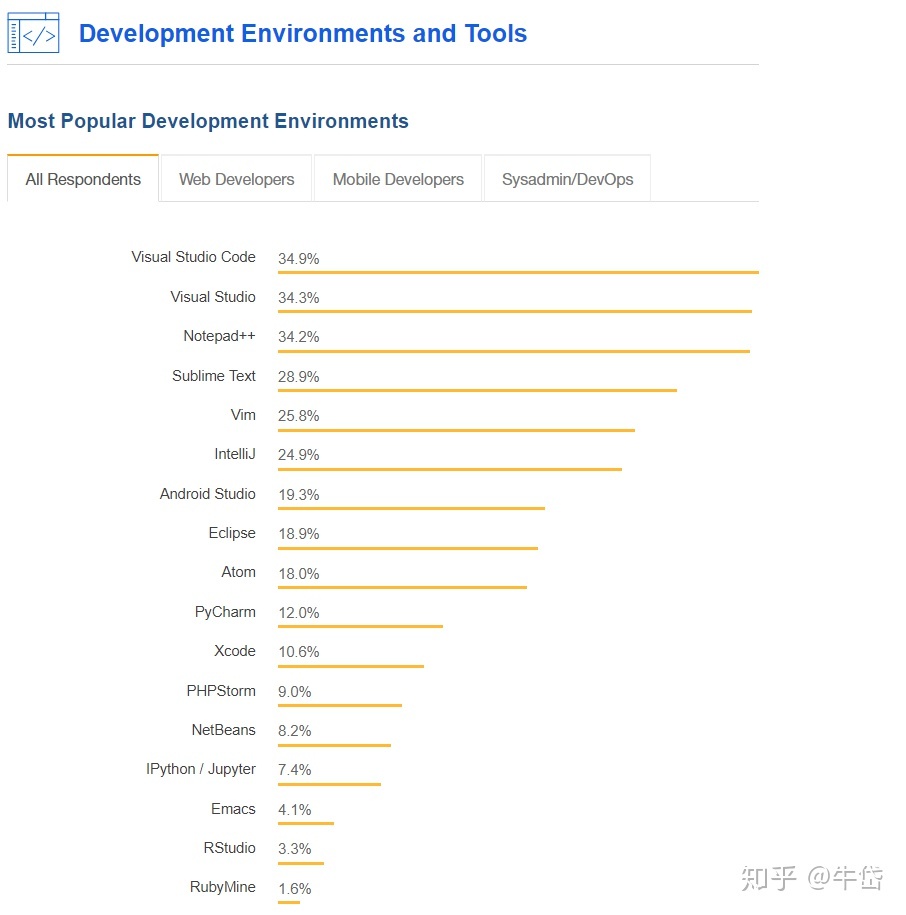 </>
Development Environments and Tools
Most Popular Development Environments
All Respondents Web Developers Mobile Developers Sysadmin/DevOps
Visual Studio Code 34.9%
Visual Studio 34.3%
Notepad++ 34.2%
Sublime Text 28.9%
Vim 25.8%
IntelliJ 24.9%
Android Studio 19.3%
Eclipse 18.9%
Atom 18.0%
PyCharm 12.0%
Xcode 10.6%
PHPStorm 9.0%
NetBeans 8.2%
IPython / Jupyter 7.4%
Emacs 4.1%
RStudio 3.3%
RubyMine 1.6%
知乎 @牛岱